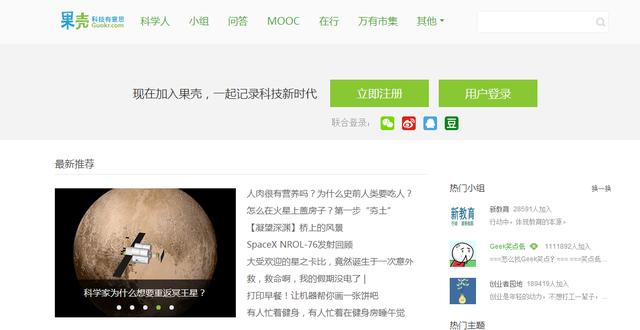 果壳 科技有意思
Guokr.com
科学人 小组 问答 MOOC 在行 万有市集 其他
现在加入果壳，一起记录科技新时代 立即注册 用户登录
联合登录： 豆
最新推荐
人肉很有营养吗？为什么史前人类要吃人？
怎么在火星上盖房子？第一步“夯土”
【凝望深渊】桥上的风景
SpaceX NROL-76发射回顾
大受欢迎的星之卡比，竟然诞生于一次意外
救，救命啊，我的假期没电了 |
打印早餐！让机器帮你画一张饼吧
有人忙着健身，有人忙着在健身房睡午觉
科学家为什么想要重返冥王星？
热门小组 换一换
新教育 新教育 28591人加入
行动中，体现教育的本源。
Geek笑点低 1111892人加入
===怎么找Geek笑点？=== ===笑点低...
创业者园地 189419人加入
创业是年轻的动力，不想打工一辈子，...
热门主题